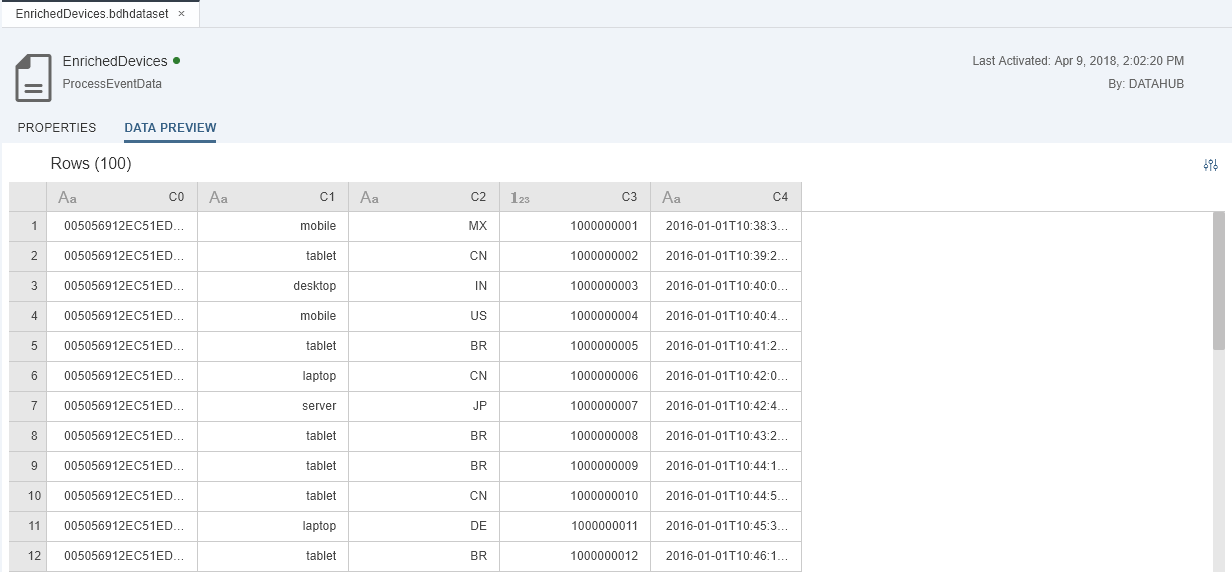 EnrichedDevices.bdhdataset ×
EnrichedDevices
Last Activated: Apr 9, 2018, 2:02:20 PM
ProcessEventData
By: DATAHUB
PROPERTIES DATA PREVIEW
Rows (100)
Aa C0 Aa C1 Aa C2 123 C3 Aa C4
1 005056912EC51ED... mobile MX 1000000001 2016-01-01T10:38:3...
2 005056912EC51ED... tablet CN 1000000002 2016-01-01T10:39:2...
3 005056912EC51ED... desktop IN 1000000003 2016-01-01T10:40:0...
4 005056912EC51ED... mobile US 1000000004 2016-01-01T10:40:4...
5 005056912EC51ED... tablet BR 1000000005 2016-01-01T10:41:2...
6 005056912EC51ED... laptop CN 1000000006 2016-01-01T10:42:0...
7 005056912EC51ED... server JP 1000000007 2016-01-01T10:42:4...
8 005056912EC51ED... tablet BR 1000000008 2016-01-01T10:43:2...
9 005056912EC51ED... tablet BR 1000000009 2016-01-01T10:44:1...
10 005056912EC51ED... tablet CN 1000000010 2016-01-01T10:44:5...
11 005056912EC51ED... laptop DE 1000000011 2016-01-01T10:45:3...
12 005056912EC51ED... tablet BR 1000000012 2016-01-01T10:46:1...